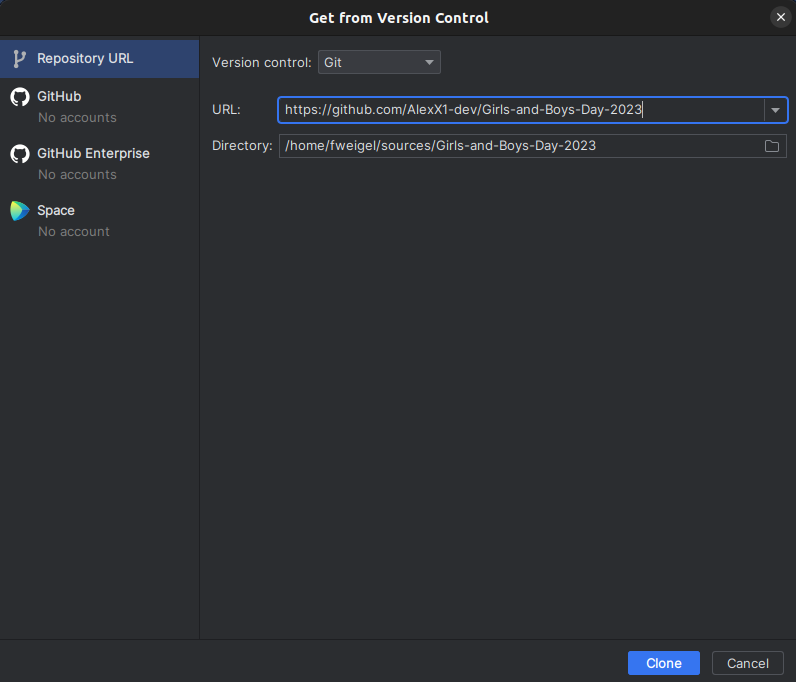 Get from Version Control
Repository URL
GitHub
No accounts
GitHub Enterprise
No accounts
Space
No account
Version control: Git
URL: https://github.com/AlexX1-dev/Girls-and-Boys-Day-2023
Directory: /home/fweigel/sources/Girls-and-Boys-Day-2023
Clone Cancel